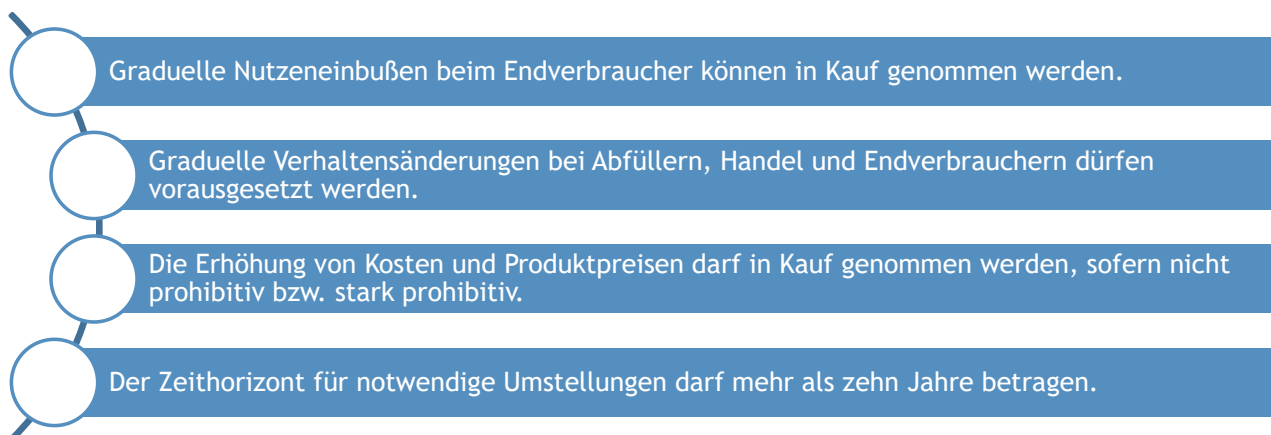 Graduelle Nutzeneinbußen beim Endverbraucher können in Kauf genommen werden.
Graduelle Verhaltensänderungen bei Abfüllern, Handel und Endverbrauchern dürfen
vorausgesetzt werden.
Die Erhöhung von Kosten und Produktpreisen darf in Kauf genommen werden, sofern nicht
prohibitiv bzw. stark prohibitiv.
Der Zeithorizont für notwendige Umstellungen darf mehr als zehn Jahre betragen.